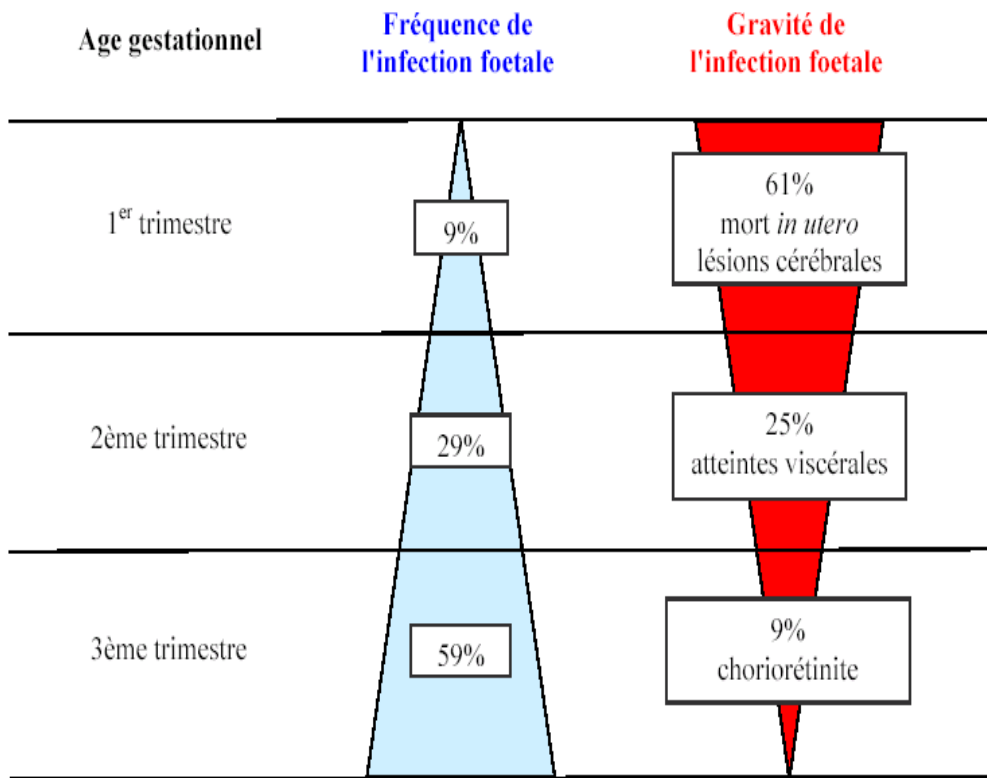 Age gestationnel
Fréquence de
l'infection foetale
Gravité de
l'infection foetale
1er trimestre
9%
61%
mort in utero
lésions cérébrales
2ème trimestre
29%
25%
atteintes viscérales
3ème trimestre
59%
9%
choriorétinite